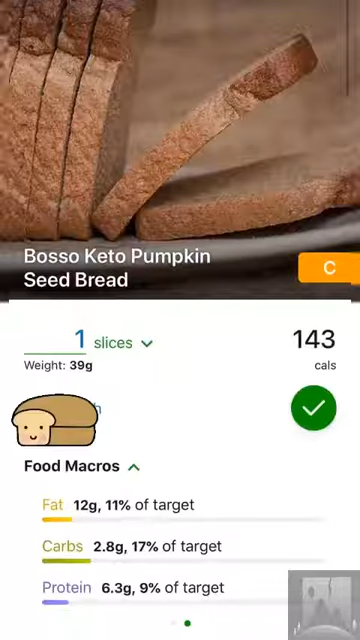 Bosso Keto Pumpkin
Seed Bread
C
1 slices
143
Weight: 39g
cals
h
Food Macros
Fat 12g, 11% of target
Carbs 2.8g, 17% of target
Protein 6.3g, 9% of target